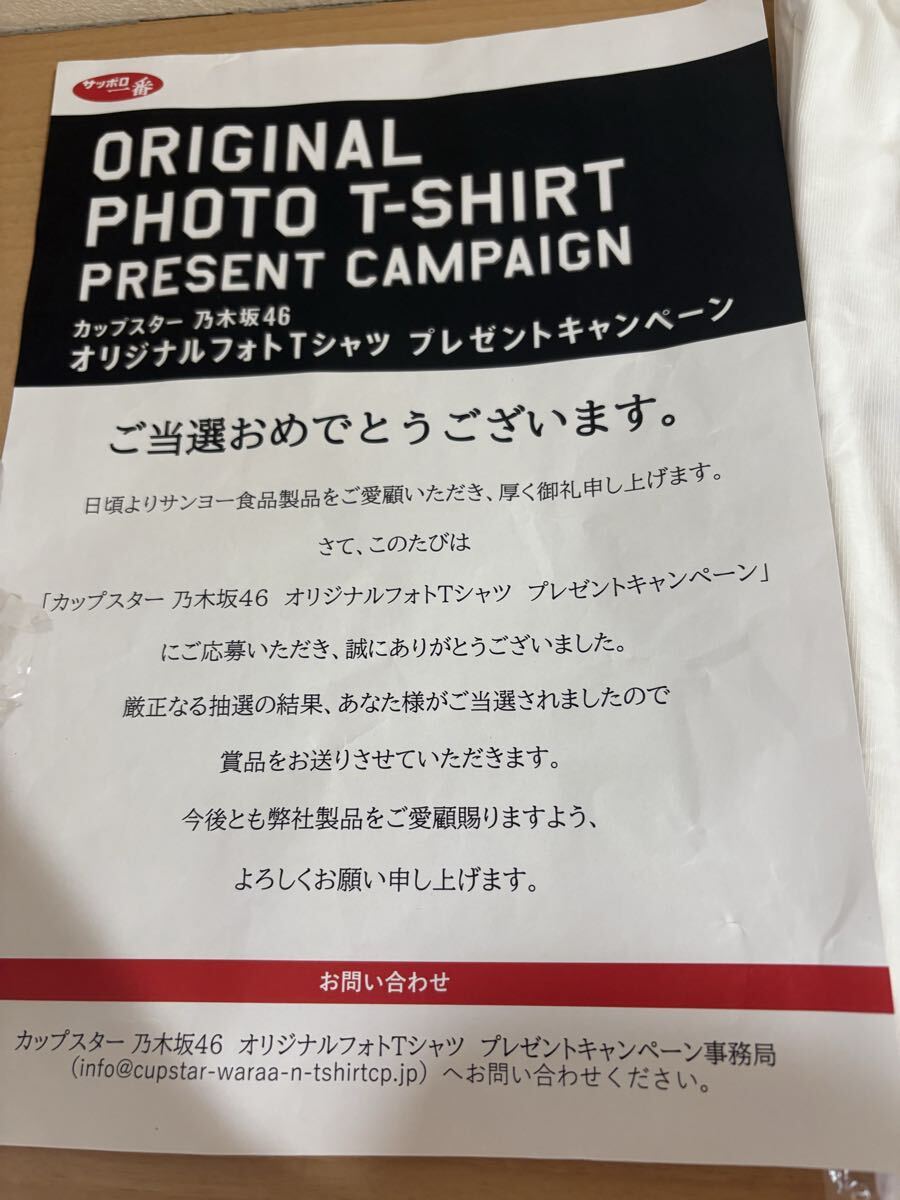 サッポロ一番
ORIGINAL
PHOTO T-SHIRT
PRESENT CAMPAIGN
カップスター 乃木坂46
オリジナルフォトTシャツ プレゼントキャンペーン
ご当選おめでとうございます。
日頃よりサンヨー食品製品をご愛顧いただき、厚く御礼申し上げます。
さて、このたびは
「カップスター 乃木坂46 オリジナルフォトTシャツ プレゼントキャンペーン」
にご応募いただき、誠にありがとうございました。
厳正なる抽選の結果、あなた様がご当選されましたので
賞品をお送りさせていただきます。
今後とも弊社製品をご愛顧賜りますよう、
よろしくお願い申し上げます。
お問い合わせ
カップスター 乃木坂46 オリジナルフォトTシャツ プレゼントキャンペーン事務局
（info@cupstar-waraa-n-tshirtcp.jp）へお問い合わせください。